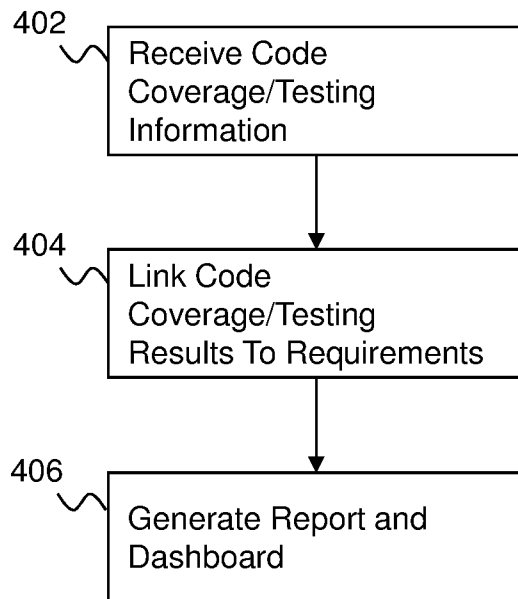 402
Receive Code
Coverage/Testing
Information
404
Link Code
Coverage/Testing
Results To Requirements
406
Generate Report and
Dashboard